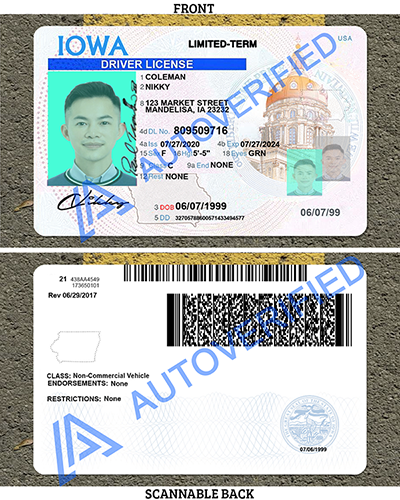 FRONT
IOWA
LIMITED-TERM
USA
DRIVER LICENSE
1 COLEMAN
2 NIKKY
8 123 MARKET STREET
MANDELISA, IA 23232
4d DL No. 809509716
4a Iss 07/27/2020 4b Exp 07/27/2024
15 Sex F 16 Hgt 5'-5" 18 Eyes GRN
9 Class C 9a End NONE
12 Rest NONE
3 DOB 06/07/1999
5 DD 32705788600571433494577
06/07/99
Nikky
AUTOVERIFIED
21 438AA4549
173650101
Rev 06/29/2017
CLASS: Non-Commercial Vehicle
ENDORSEMENTS: None
RESTRICTIONS: None
07/06/1999
AUTOVERIFIED
SCANNABLE BACK